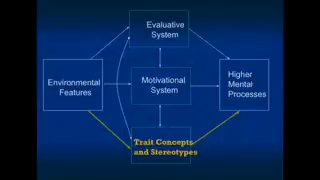 Evaluative
System
Environmental
Features
Motivational
System
Higher
Mental
Processes
Trait Concepts
and Stereotypes